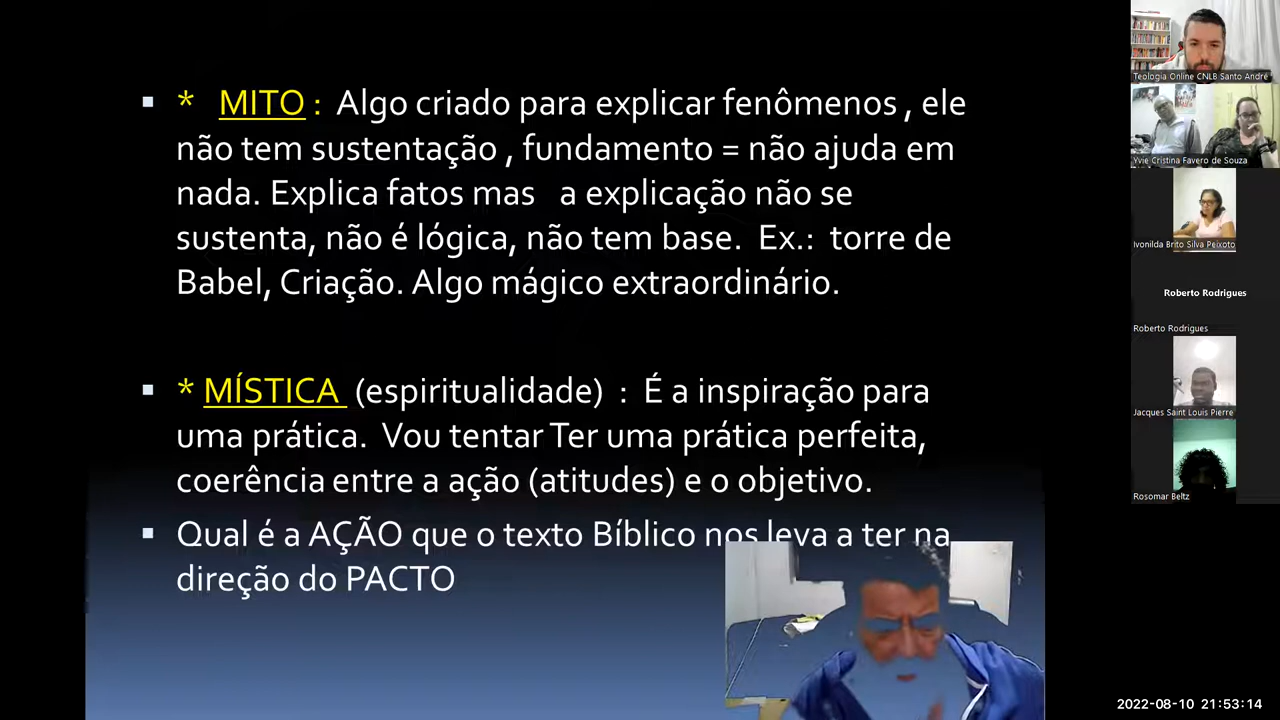 * MITO : Algo criado para explicar fenômenos , ele
não tem sustentação , fundamento = não ajuda em
nada. Explica fatos mas a explicação não se
sustenta, não é lógica, não tem base. Ex.: torre de
Babel, Criação. Algo mágico extraordinário.
* MÍSTICA (espiritualidade) : É a inspiração para
uma prática. Vou tentar Ter uma prática perfeita,
coerência entre a ação (atitudes) e o objetivo.
Qual é a AÇÃO que o texto Bíblico nos leva a ter na
direção do PACTO
Teologia Online CNLB Santo André
Yvie Cristina Favero de Souza
Ivonilda Brito Silva Peixoto
Roberto Rodrigues
Roberto Rodrigues
Jacques Saint Louis Pierre
Rosomar Beltz
2022-08-10 21:53:14